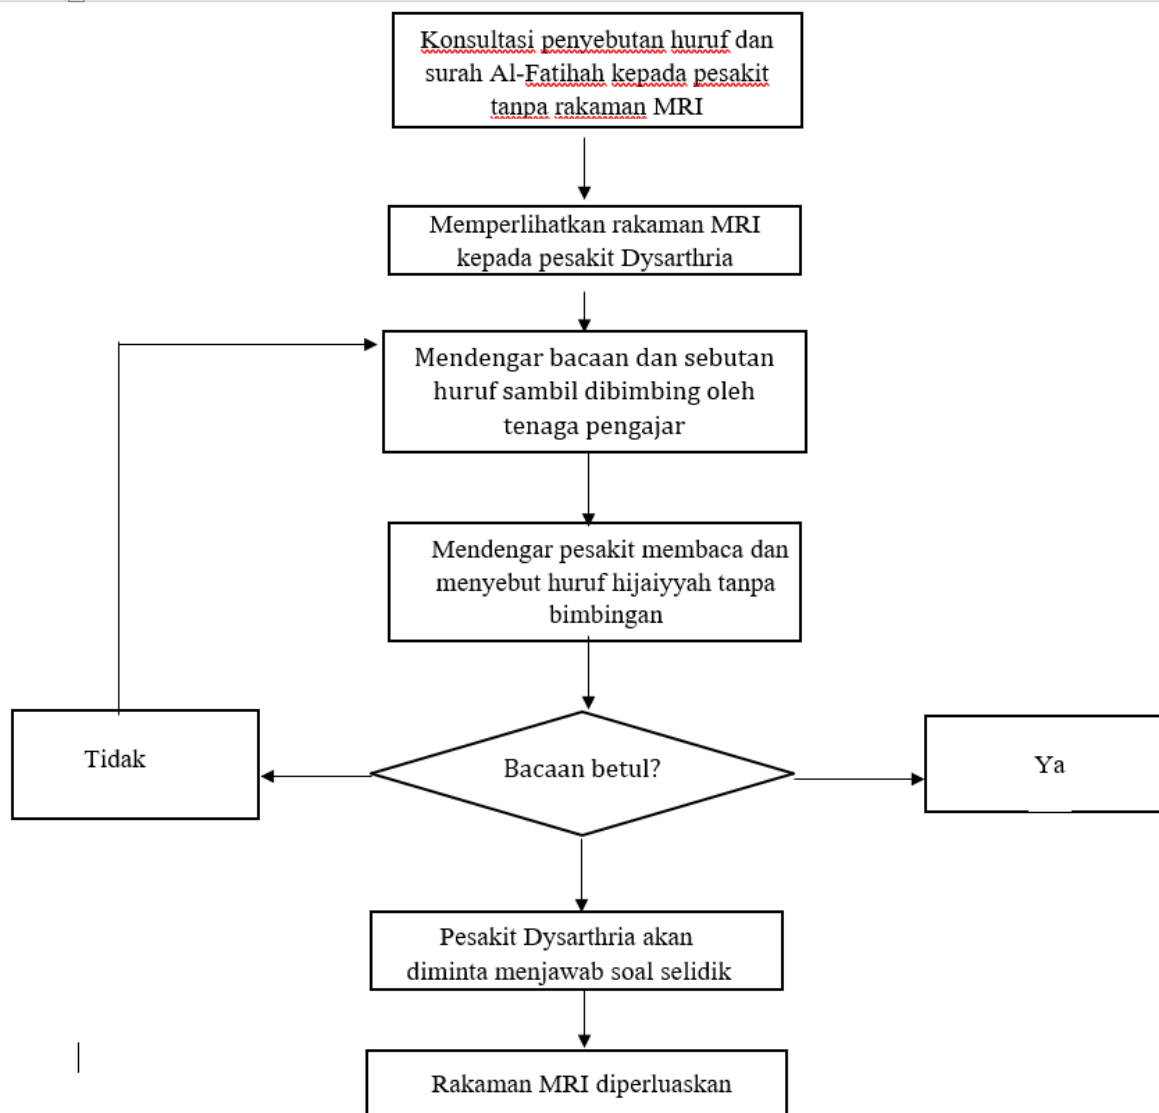 Konsultasi penyebutan huruf dan
surah Al-Fatihah kepada pesakit
tanpa rakaman MRI
Memperlihatkan rakaman MRI
kepada pesakit Dysarthria
Mendengar bacaan dan sebutan
huruf sambil dibimbing oleh
tenaga pengajar
Mendengar pesakit membaca dan
menyebut huruf hijaiyyah tanpa
bimbingan
Tidak
Bacaan betul?
Ya
Pesakit Dysarthria akan
diminta menjawab soal selidik
Rakaman MRI diperluaskan